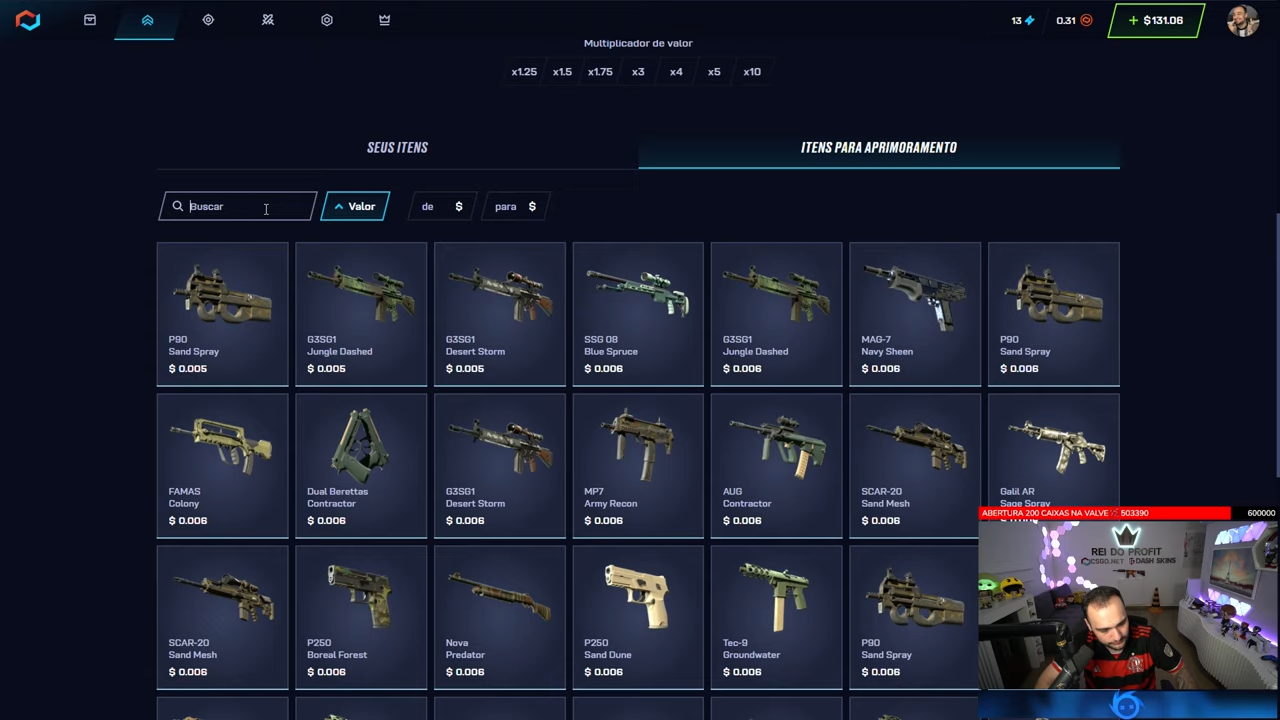 13
0.31
+ $131.06
Multiplicador de valor
x1.25 x1.5 x1.75 x3 x4 x5 x10
SEUS ITENS
ITENS PARA APRIMORAMENTO
Buscar
Valor
de $
para $
P90
Sand Spray
$ 0.005
G3SG1
Jungle Dashed
$ 0.005
G3SG1
Desert Storm
$ 0.005
SSG 08
Blue Spruce
$ 0.006
G3SG1
Jungle Dashed
$ 0.006
MAG-7
Navy Sheen
$ 0.006
P90
Sand Spray
$ 0.006
FAMAS
Colony
$ 0.006
Dual Berettas
Contractor
$ 0.006
G3SG1
Desert Storm
$ 0.006
MP7
Army Recon
$ 0.006
AUG
Contractor
$ 0.006
SCAR-20
Sand Mesh
$ 0.006
Galil AR
Sage Spray
SCAR-20
Sand Mesh
$ 0.006
P250
Boreal Forest
$ 0.006
Nova
Predator
$ 0.006
P250
Sand Dune
$ 0.006
Tec-9
Groundwater
$ 0.006
P90
Sand Spray
$ 0.006
ABERTURA 200 CAIXAS NA VALVE 503390
600000
REI DO PROFIT
CSGO.NET DASH SKINS